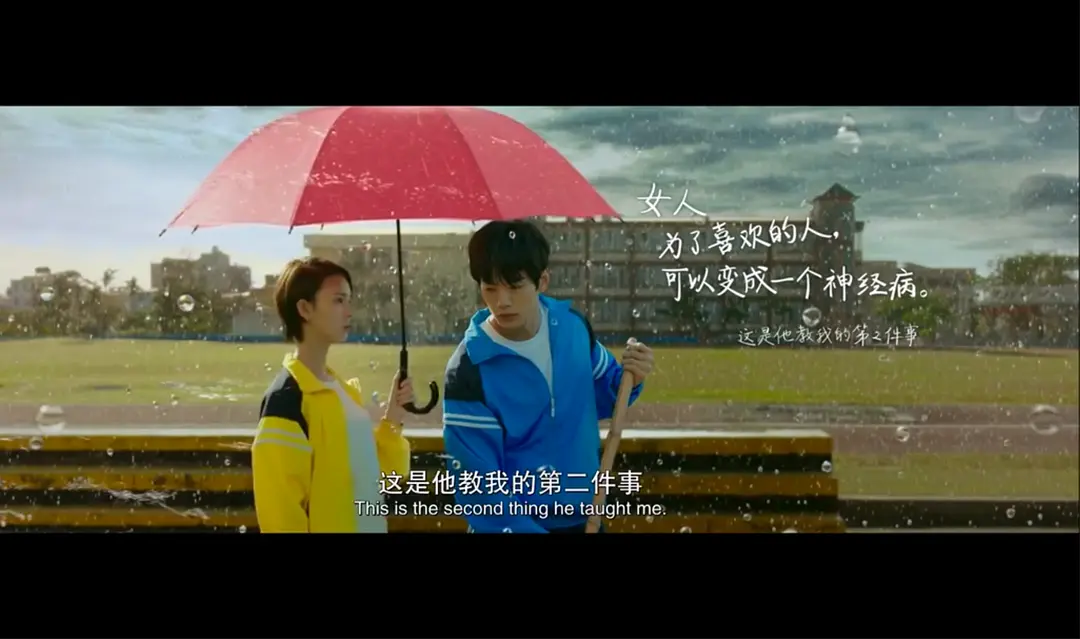 女人
为了喜欢的人，
可以变成一个神经病。
这是他教我的第二件事
这是他教我的第二件事
This is the second thing he taught me.